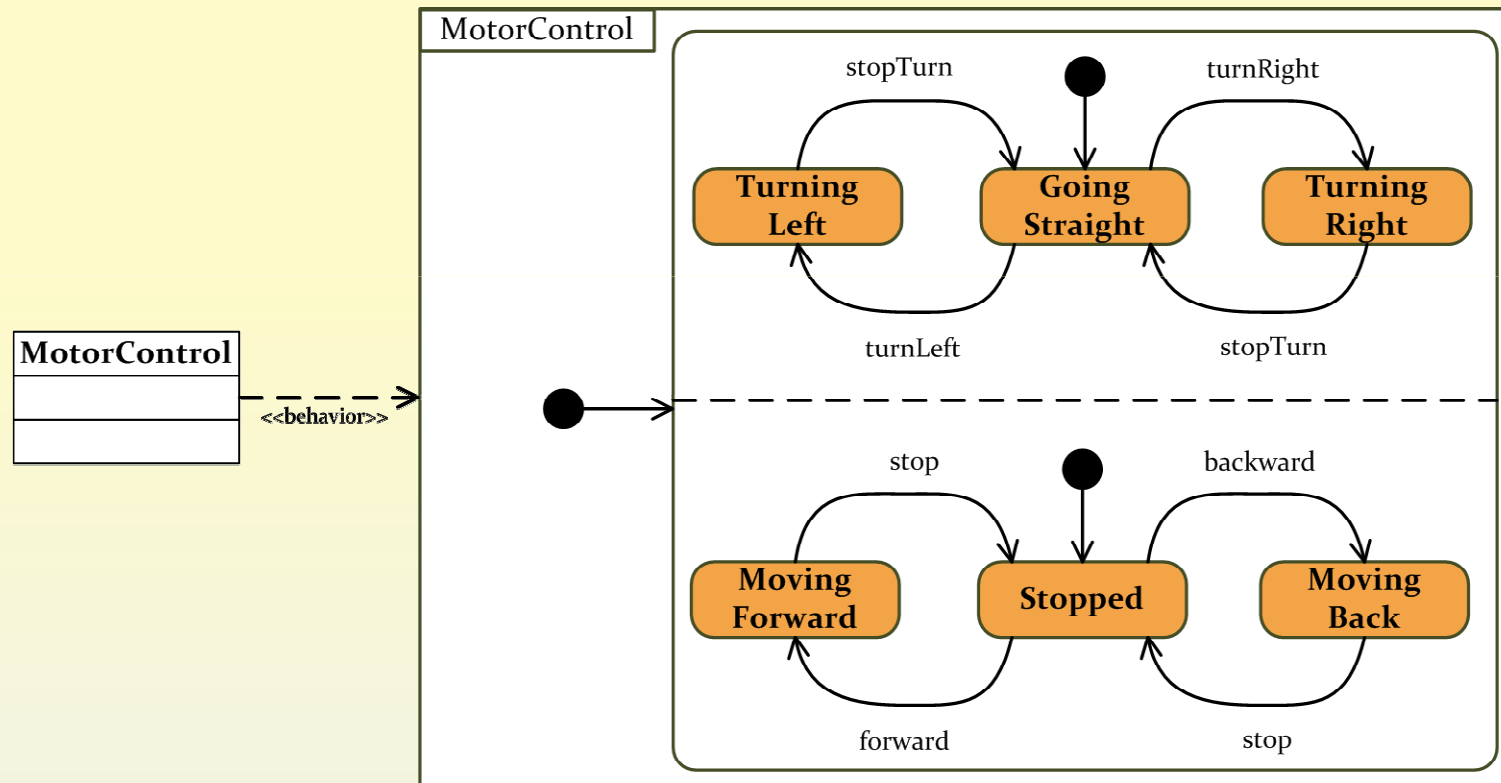 MotorControl
stopTurn
turnRight
Turning
Left
Going
Straight
Turning
Right
turnLeft
stopTurn
MotorControl
<<behavior>>
stop
backward
Moving
Forward
Stopped
Moving
Back
forward
stop